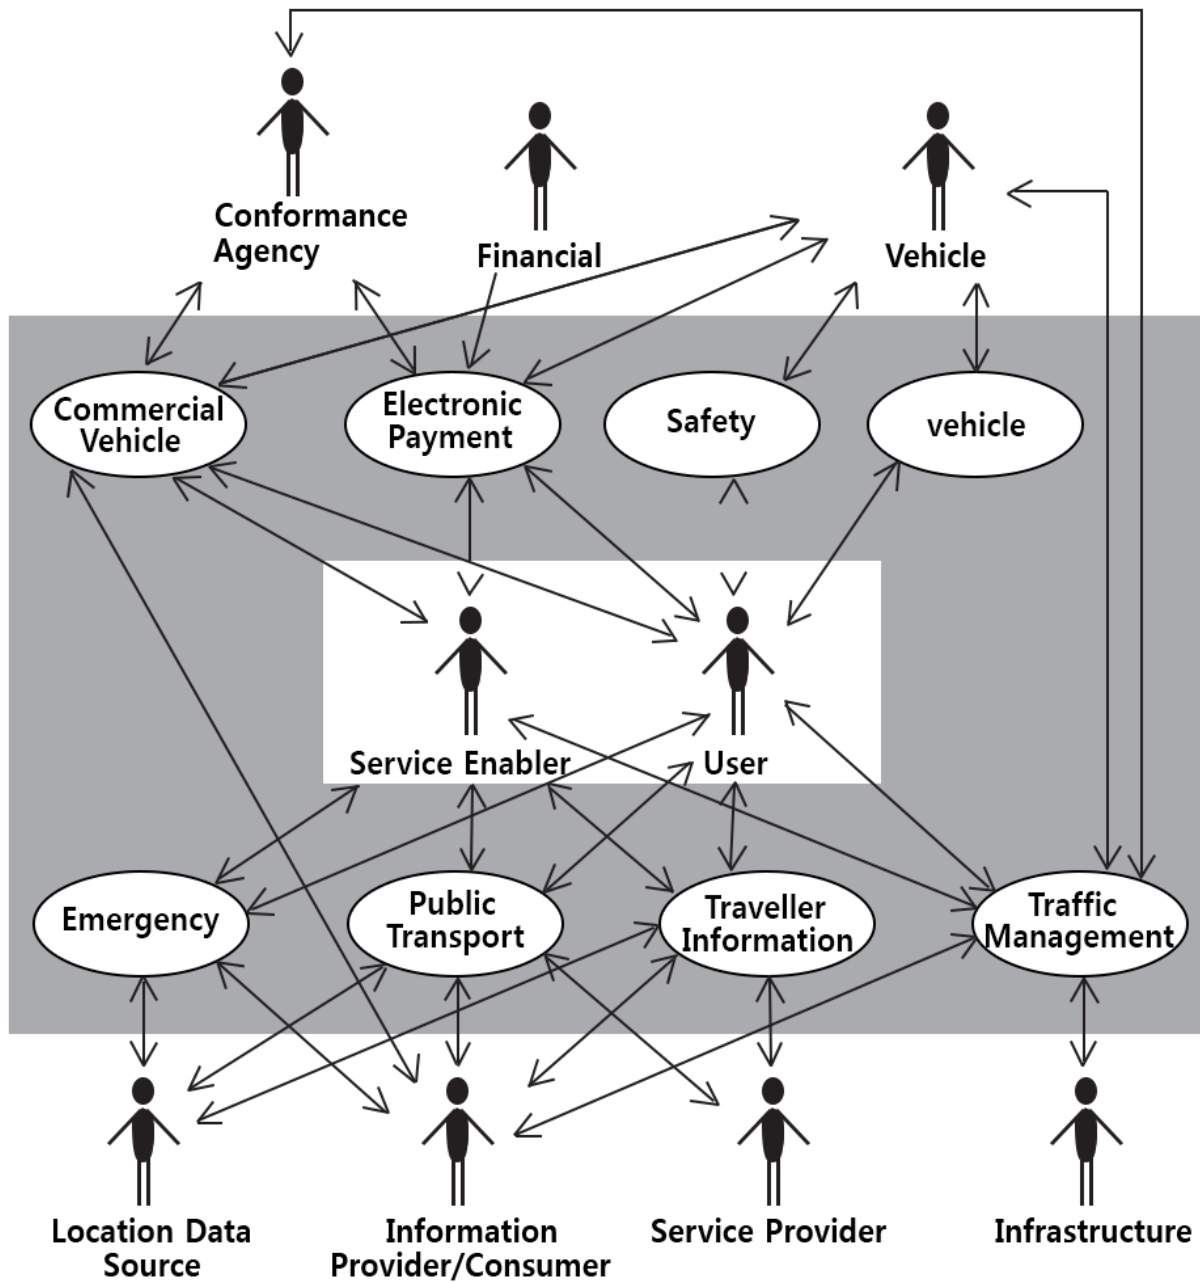 Conformance
Agency
Financial
Vehicle
Commercial
Vehicle
Electronic
Payment
Safety
vehicle
Service Enabler
User
Emergency
Public
Transport
Traveller
Information
Traffic
Management
Location Data
Source
Information
Provider/Consumer
Service Provider
Infrastructure